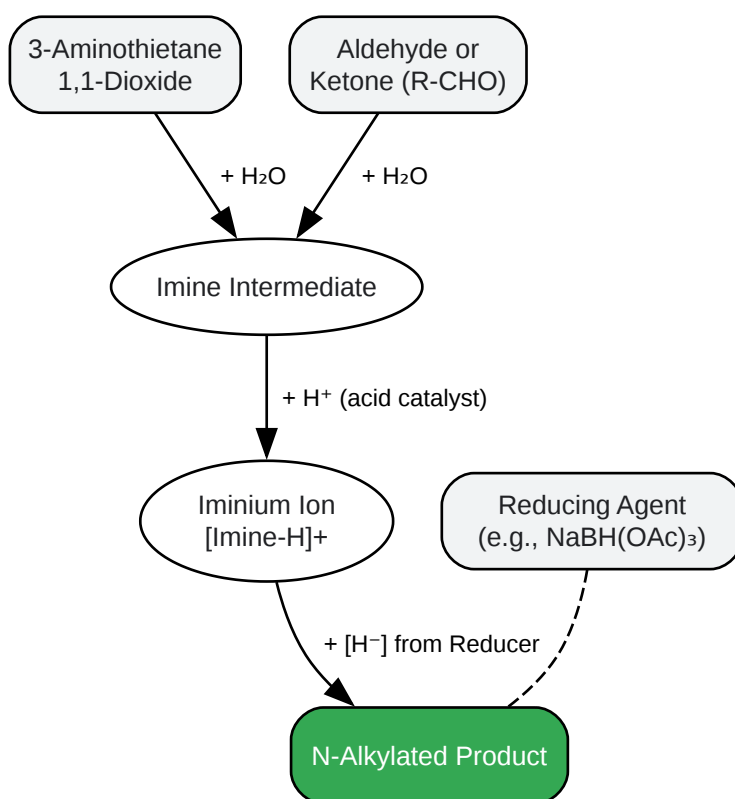 3-Aminothietane
1,1-Dioxide
Aldehyde or
Ketone (R-CHO)
+ H₂O
+ H₂O
Imine Intermediate
+ H⁺ (acid catalyst)
Iminium Ion
[Imine-H]+
Reducing Agent
(e.g., NaBH(OAc)₃)
+ [H⁻] from Reducer
N-Alkylated Product